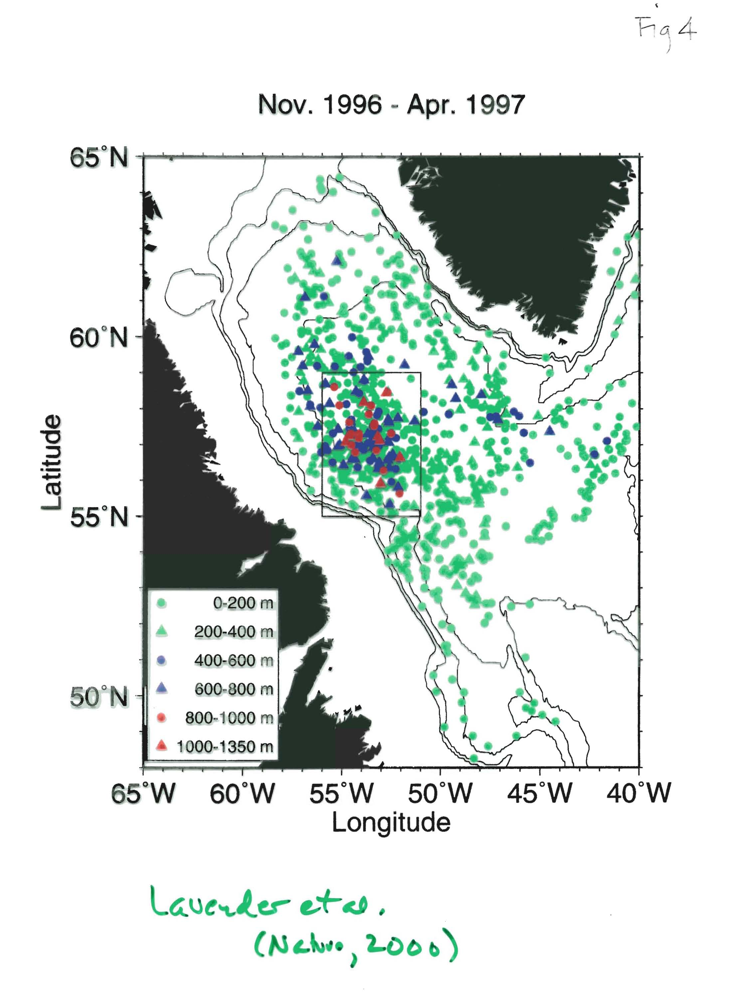 Fig 4
Nov. 1996 - Apr. 1997
65°N
60°N
55°N
50°N
Latitude
0-200 m
200-400 m
400-600 m
600-800 m
800-1000 m
1000-1350 m
65°W 60°W 55°W 50°W 45°W 40°W
Longitude
Lavender et al.
(Nature, 2000)